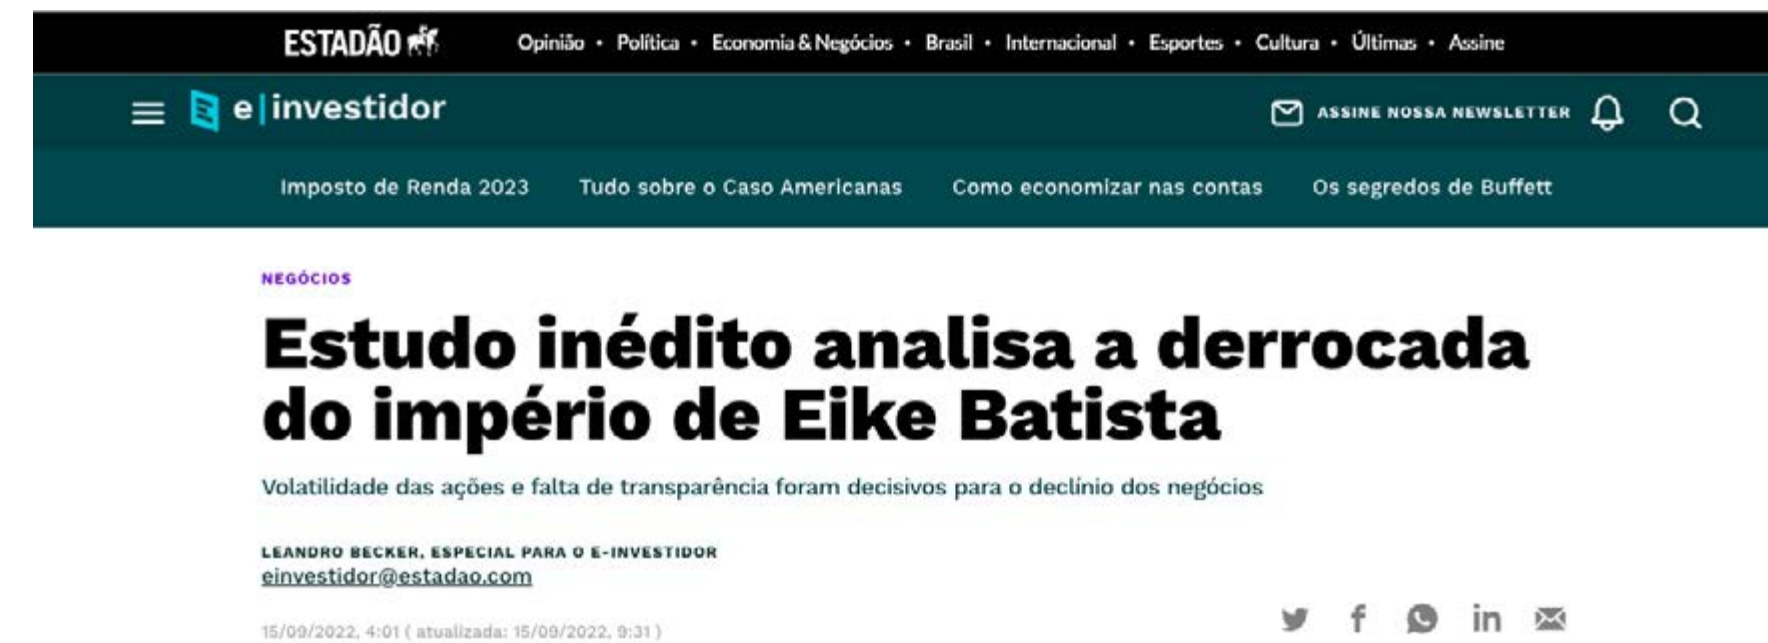 ESTADÃO
Opinião • Política • Economia & Negócios • Brasil • Internacional • Esportes • Cultura • Últimas • Assine
e|investidor
ASSINE NOSSA NEWSLETTER
Imposto de Renda 2023 Tudo sobre o Caso Americanas Como economizar nas contas Os segredos de Buffett
NEGÓCIOS
Estudo inédito analisa a derrocada
do império de Eike Batista
Volatilidade das ações e falta de transparência foram decisivos para o declínio dos negócios
LEANDRO BECKER, ESPECIAL PARA O E-INVESTIDOR
einvestidor@estadao.com
15/09/2022, 4:01 ( atualizada: 15/09/2022, 9:31 )